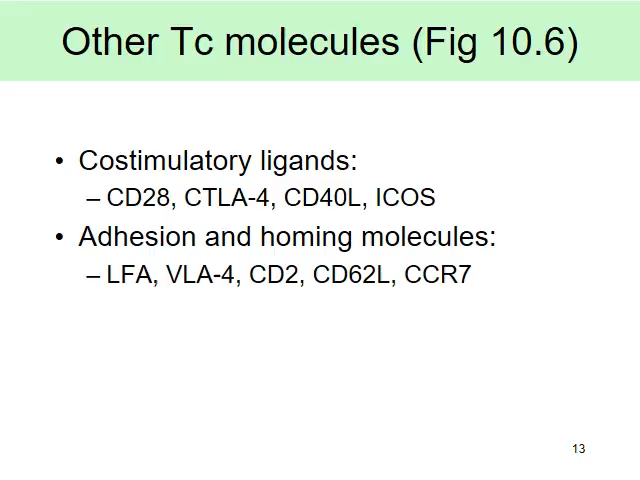 Other Tc molecules (Fig 10.6)
• Costimulatory ligands:
– CD28, CTLA-4, CD40L, ICOS
• Adhesion and homing molecules:
– LFA, VLA-4, CD2, CD62L, CCR7
13